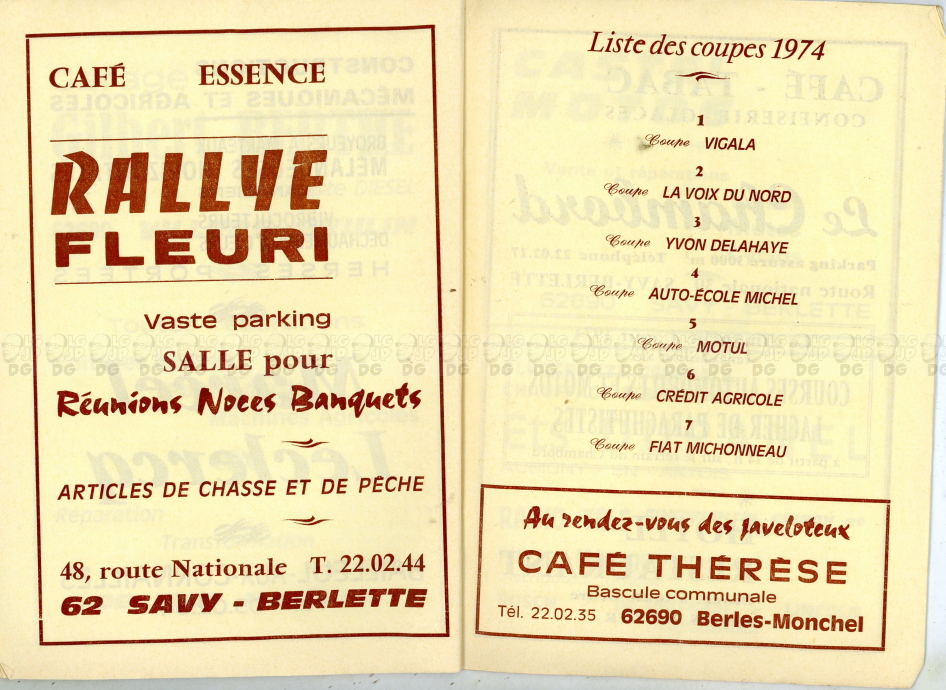 CAFÉ ESSENCE
RALLYE
FLEURI
Vaste parking
SALLE pour
Réunions Noces Banquets
ARTICLES DE CHASSE ET DE PÊCHE
48, route Nationale T. 22.02.44
62 SAVY BERLETTE
Liste des coupes 1974
1
Coupe VIGALA
2
Coupe LA VOIX DU NORD
3
Coupe YVON DELAHAYE
4
Coupe AUTO-ÉCOLE MICHEL
5
Coupe MOTUL
6
Coupe CRÉDIT AGRICOLE
7
Coupe FIAT MICHONNEAU
Au rendez-vous des javeloteux
CAFÉ THÉRÈSE
Bascule communale
Tél. 22.02.35 62690 Berles-Monchel